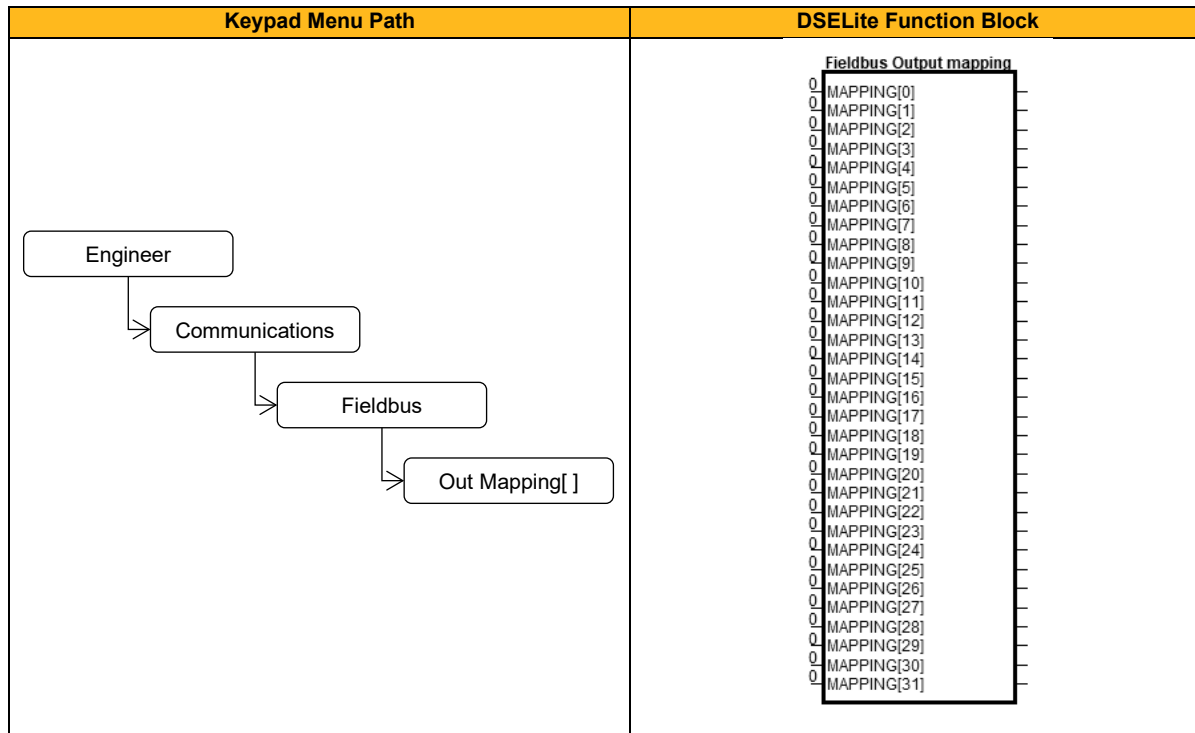 Keypad Menu Path
DSELite Function Block
Engineer
Communications
Fieldbus
Out Mapping[ ]
Fieldbus Output mapping
0 MAPPING[0]
0 MAPPING[1]
0 MAPPING[2]
0 MAPPING[3]
0 MAPPING[4]
0 MAPPING[5]
0 MAPPING[6]
0 MAPPING[7]
0 MAPPING[8]
0 MAPPING[9]
0 MAPPING[10]
0 MAPPING[11]
0 MAPPING[12]
0 MAPPING[13]
0 MAPPING[14]
0 MAPPING[15]
0 MAPPING[16]
0 MAPPING[17]
0 MAPPING[18]
0 MAPPING[19]
0 MAPPING[20]
0 MAPPING[21]
0 MAPPING[22]
0 MAPPING[23]
0 MAPPING[24]
0 MAPPING[25]
0 MAPPING[26]
0 MAPPING[27]
0 MAPPING[28]
0 MAPPING[29]
0 MAPPING[30]
0 MAPPING[31]